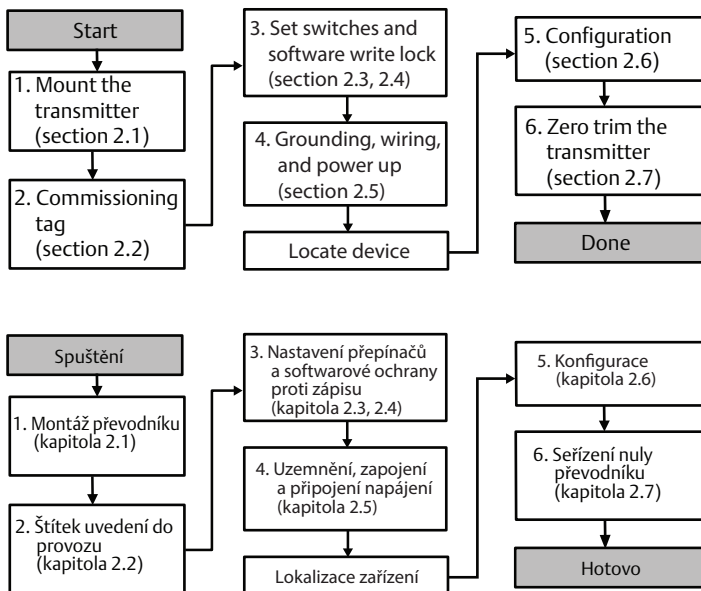 Start
1. Mount the
transmitter
(section 2.1)
2. Commissioning
tag
(section 2.2)
3. Set switches and
software write lock
(section 2.3, 2.4)
4. Grounding, wiring,
and power up
(section 2.5)
Locate device
5. Configuration
(section 2.6)
6. Zero trim the
transmitter
(section 2.7)
Done
Spuštění
1. Montáž převodníku
(kapitola 2.1)
2. Štítek uvedení do
provozu
(kapitola 2.2)
3. Nastavení přepínačů
a softwarové ochrany
proti zápisu
(kapitola 2.3, 2.4)
4. Uzemnění, zapojení
a připojení napájení
(kapitola 2.5)
Lokalizace zařízení
5. Konfigurace
(kapitola 2.6)
6. Seřízení nuly
převodníku
(kapitola 2.7)
Hotovo